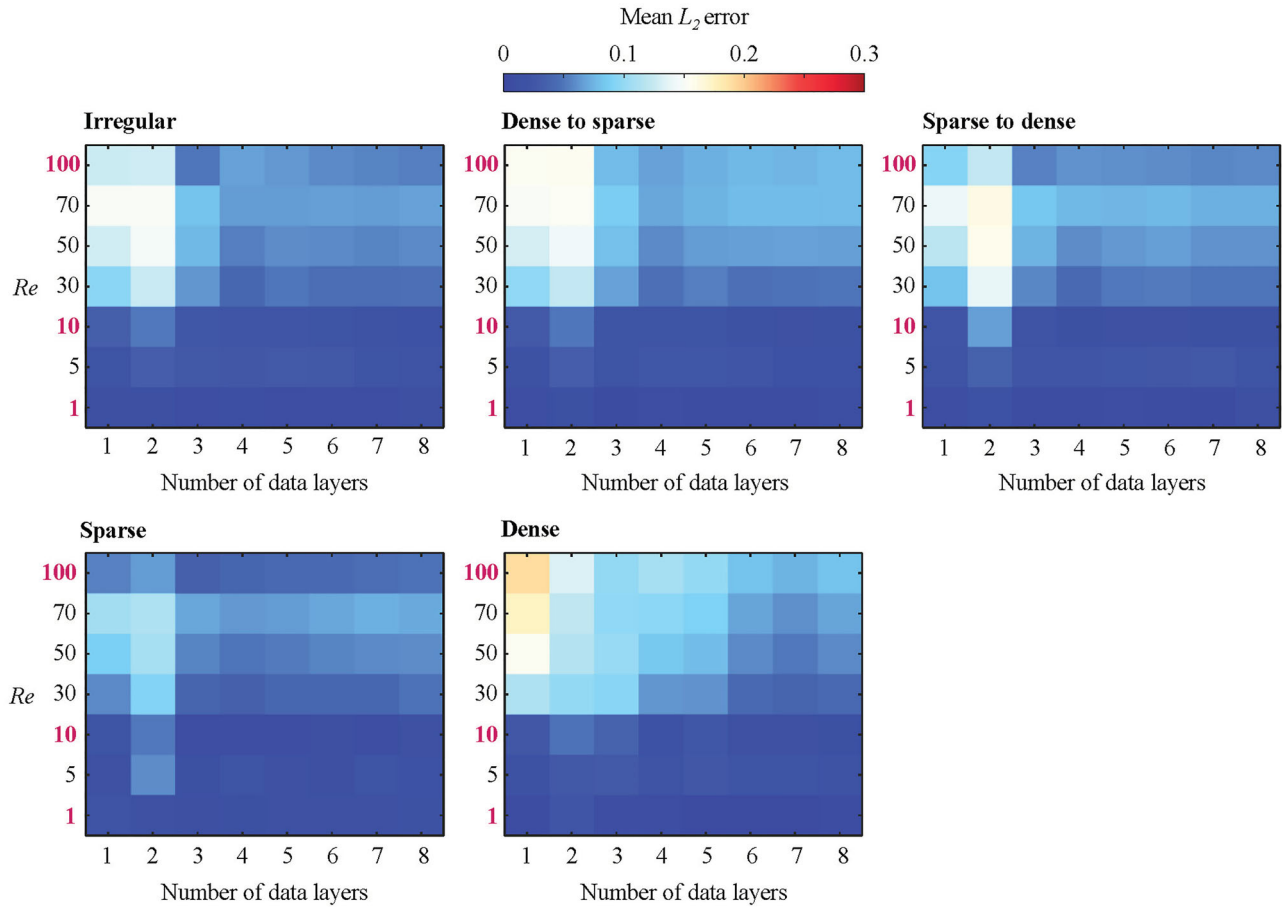 Mean L2 error
0 0.1 0.2 0.3
Irregular Dense to sparse Sparse to dense
100 100 100
70 70 70
50 50 50
Re 30 30 30
10 10 10
5 5 5
1 1 1
1 2 3 4 5 6 7 8 1 2 3 4 5 6 7 8 1 2 3 4 5 6 7 8
Number of data layers Number of data layers Number of data layers
Sparse Dense
100 100
70 70
50 50
Re 30 30
10 10
5 5
1 1
1 2 3 4 5 6 7 8 1 2 3 4 5 6 7 8
Number of data layers Number of data layers